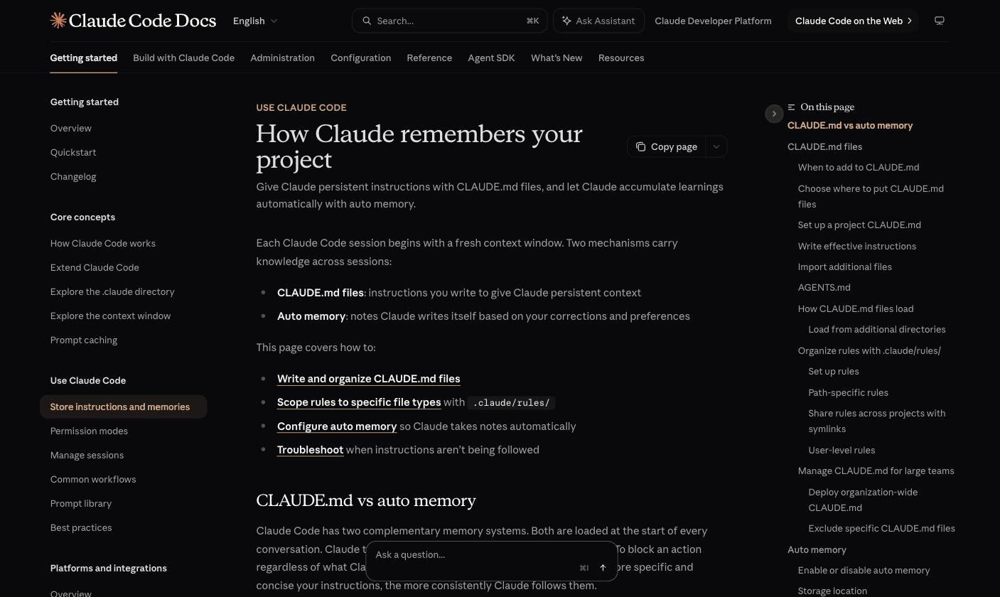 Claude Code Docs
English
Search...
⌘K
Ask Assistant
Claude Developer Platform
Claude Code on the Web
Getting started
Build with Claude Code
Administration
Configuration
Reference
Agent SDK
What's New
Resources
Getting started
Overview
Quickstart
Changelog
Core concepts
How Claude Code works
Extend Claude Code
Explore the .claude directory
Explore the context window
Prompt caching
Use Claude Code
Store instructions and memories
Permission modes
Manage sessions
Common workflows
Prompt library
Best practices
Platforms and integrations
Overview
USE CLAUDE CODE
How Claude remembers your
project
Copy page
Give Claude persistent instructions with CLAUDE.md files, and let Claude accumulate learnings
automatically with auto memory.
Each Claude Code session begins with a fresh context window. Two mechanisms carry
knowledge across sessions:
• CLAUDE.md files: instructions you write to give Claude persistent context
• Auto memory: notes Claude writes itself based on your corrections and preferences
This page covers how to:
• Write and organize CLAUDE.md files
• Scope rules to specific file types with .claude/rules/
• Configure auto memory so Claude takes notes automatically
• Troubleshoot when instructions aren't being followed
CLAUDE.md vs auto memory
Claude Code has two complementary memory systems. Both are loaded at the start of every
conversation. Claude To block an action
regardless of what specific and
concise your instructions, the more consistently Claude follows them.
Ask a question...
⌘I
On this page
CLAUDE.md vs auto memory
CLAUDE.md files
When to add to CLAUDE.md
Choose where to put CLAUDE.md
files
Set up a project CLAUDE.md
Write effective instructions
Import additional files
AGENTS.md
How CLAUDE.md files load
Load from additional directories
Organize rules with .claude/rules/
Set up rules
Path-specific rules
Share rules across projects with
symlinks
User-level rules
Manage CLAUDE.md for large teams
Deploy organization-wide
CLAUDE.md
Exclude specific CLAUDE.md files
Auto memory
Enable or disable auto memory
Storage location